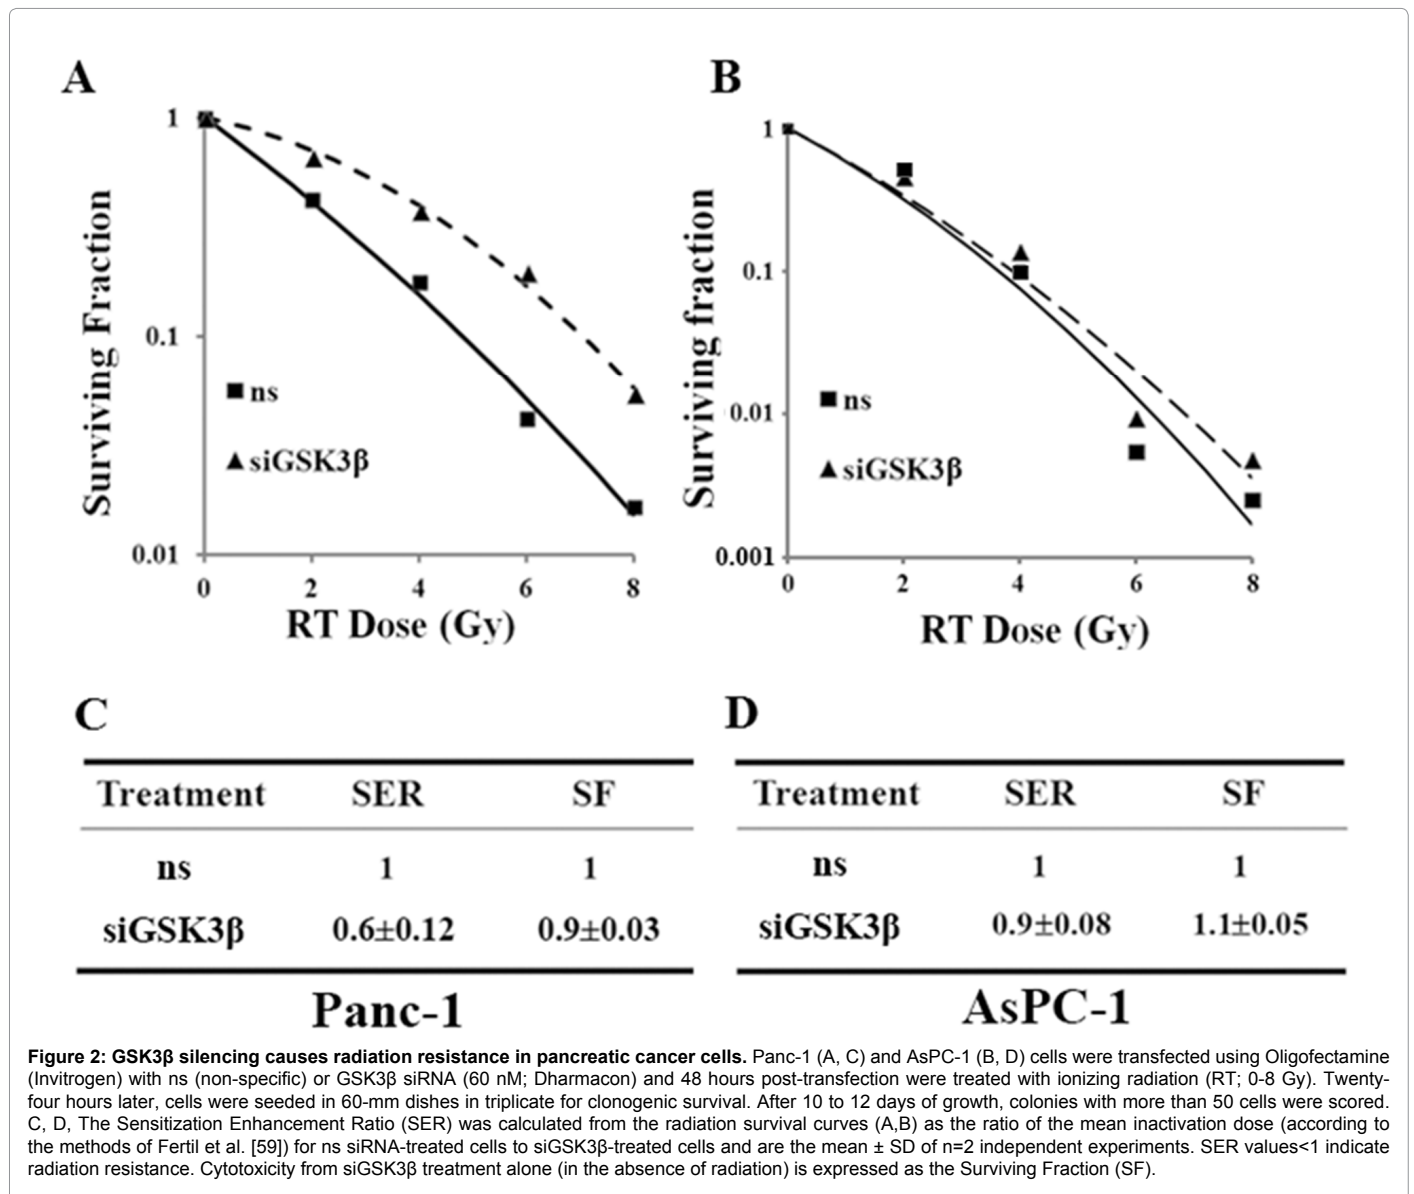 A
1
0.1
0.01
Surviving Fraction
ns
siGSK3β
0 2 4 6 8
RT Dose (Gy)
B
1
0.1
0.01
0.001
Surviving fraction
ns
siGSK3β
0 2 4 6 8
RT Dose (Gy)
C
Treatment SER SF
ns 1 1
siGSK3β 0.6±0.12 0.9±0.03
Panc-1
D
Treatment SER SF
ns 1 1
siGSK3β 0.9±0.08 1.1±0.05
AsPC-1
Figure 2: GSK3β silencing causes radiation resistance in pancreatic cancer cells. Panc-1 (A, C) and AsPC-1 (B, D) cells were transfected using Oligofectamine
(Invitrogen) with ns (non-specific) or GSK3β siRNA (60 nM; Dharmacon) and 48 hours post-transfection were treated with ionizing radiation (RT; 0-8 Gy). Twenty-
four hours later, cells were seeded in 60-mm dishes in triplicate for clonogenic survival. After 10 to 12 days of growth, colonies with more than 50 cells were scored.
C, D, The Sensitization Enhancement Ratio (SER) was calculated from the radiation survival curves (A,B) as the ratio of the mean inactivation dose (according to
the methods of Fertil et al. [59]) for ns siRNA-treated cells to siGSK3β-treated cells and are the mean ± SD of n=2 independent experiments. SER values<1 indicate
radiation resistance. Cytotoxicity from siGSK3β treatment alone (in the absence of radiation) is expressed as the Surviving Fraction (SF).